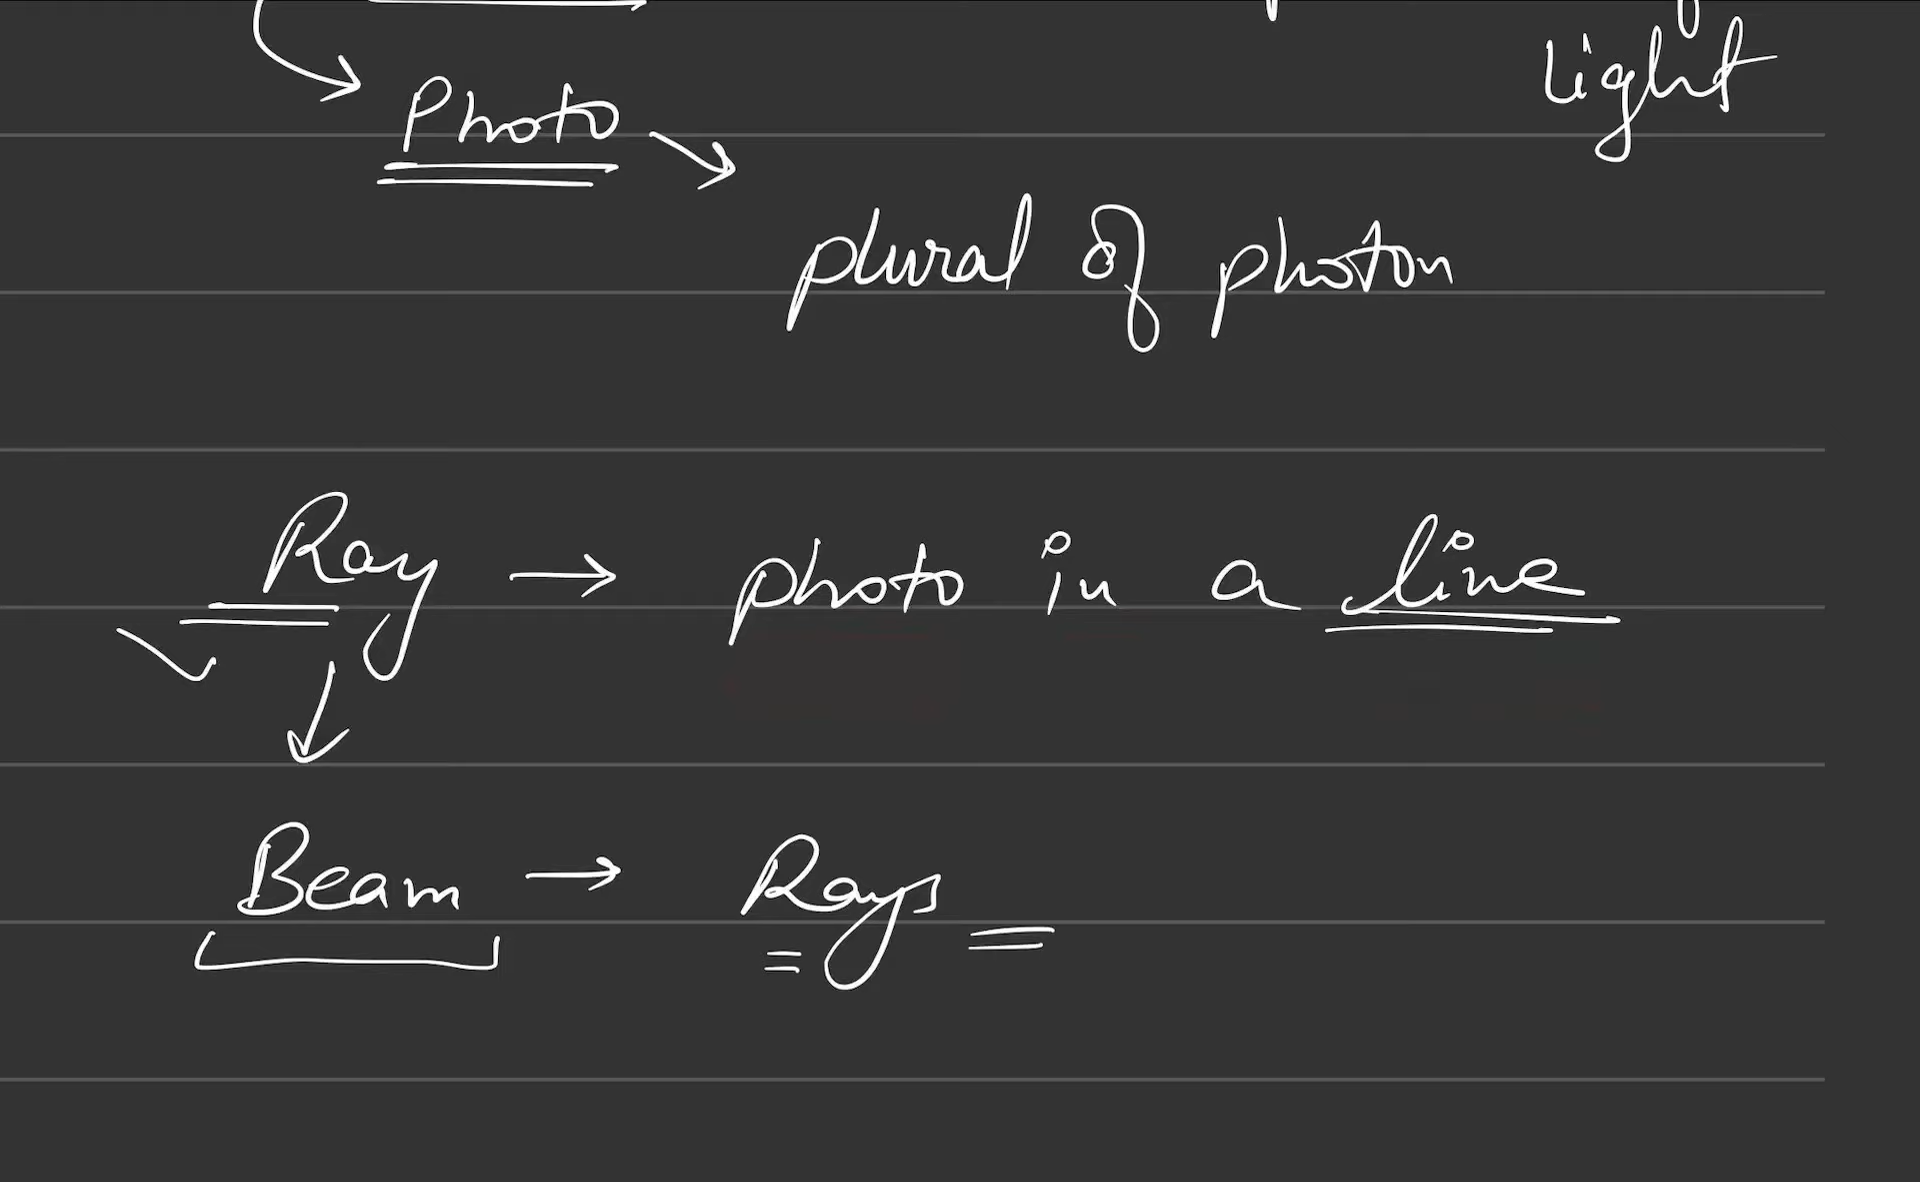 light
Photo →
plural of photon
Ray → photo in a line
Beam → Rays